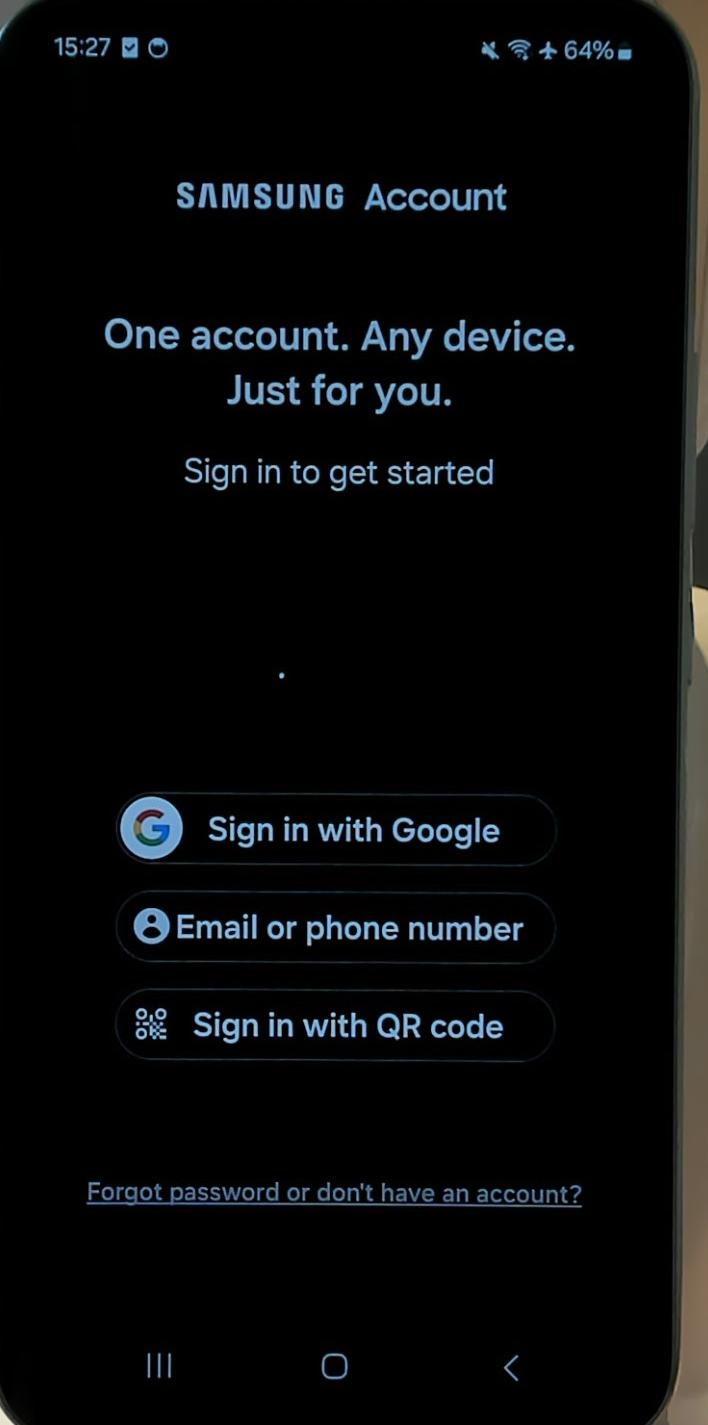 15:27 64%
SAMSUNG Account
One account. Any device.
Just for you.
Sign in to get started
Sign in with Google
Email or phone number
Sign in with QR code
Forgot password or don't have an account?